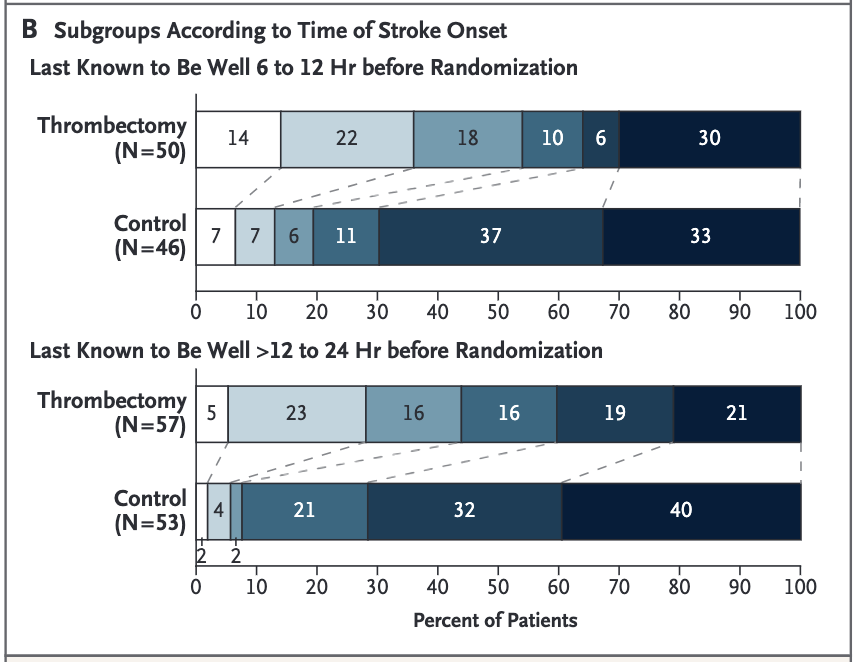 B Subgroups According to Time of Stroke Onset
Last Known to Be Well 6 to 12 Hr before Randomization
Thrombectomy
(N=50)
14 22 18 10 6 30
Control
(N=46)
7 7 6 11 37 33
0 10 20 30 40 50 60 70 80 90 100
Last Known to Be Well >12 to 24 Hr before Randomization
Thrombectomy
(N=57)
5 23 16 16 19 21
Control
(N=53)
4 21 32 40
2 2
0 10 20 30 40 50 60 70 80 90 100
Percent of Patients